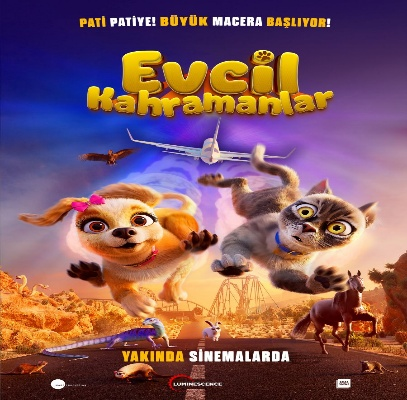 PATİ PATİYE! BÜYÜK MACERA BAŞLIYOR!
Evcil
Kahramanlar
YAKINDA SİNEMALARDA
LUMINESCENCE